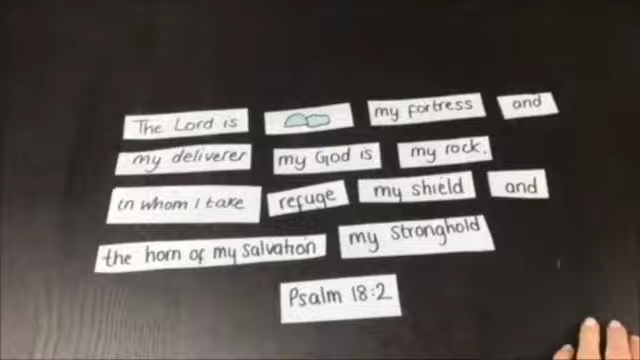 The Lord is my fortress and
my deliverer my God is my rock.
in whom I take refuge my shield and
the horn of my salvation my stronghold
Psalm 18:2